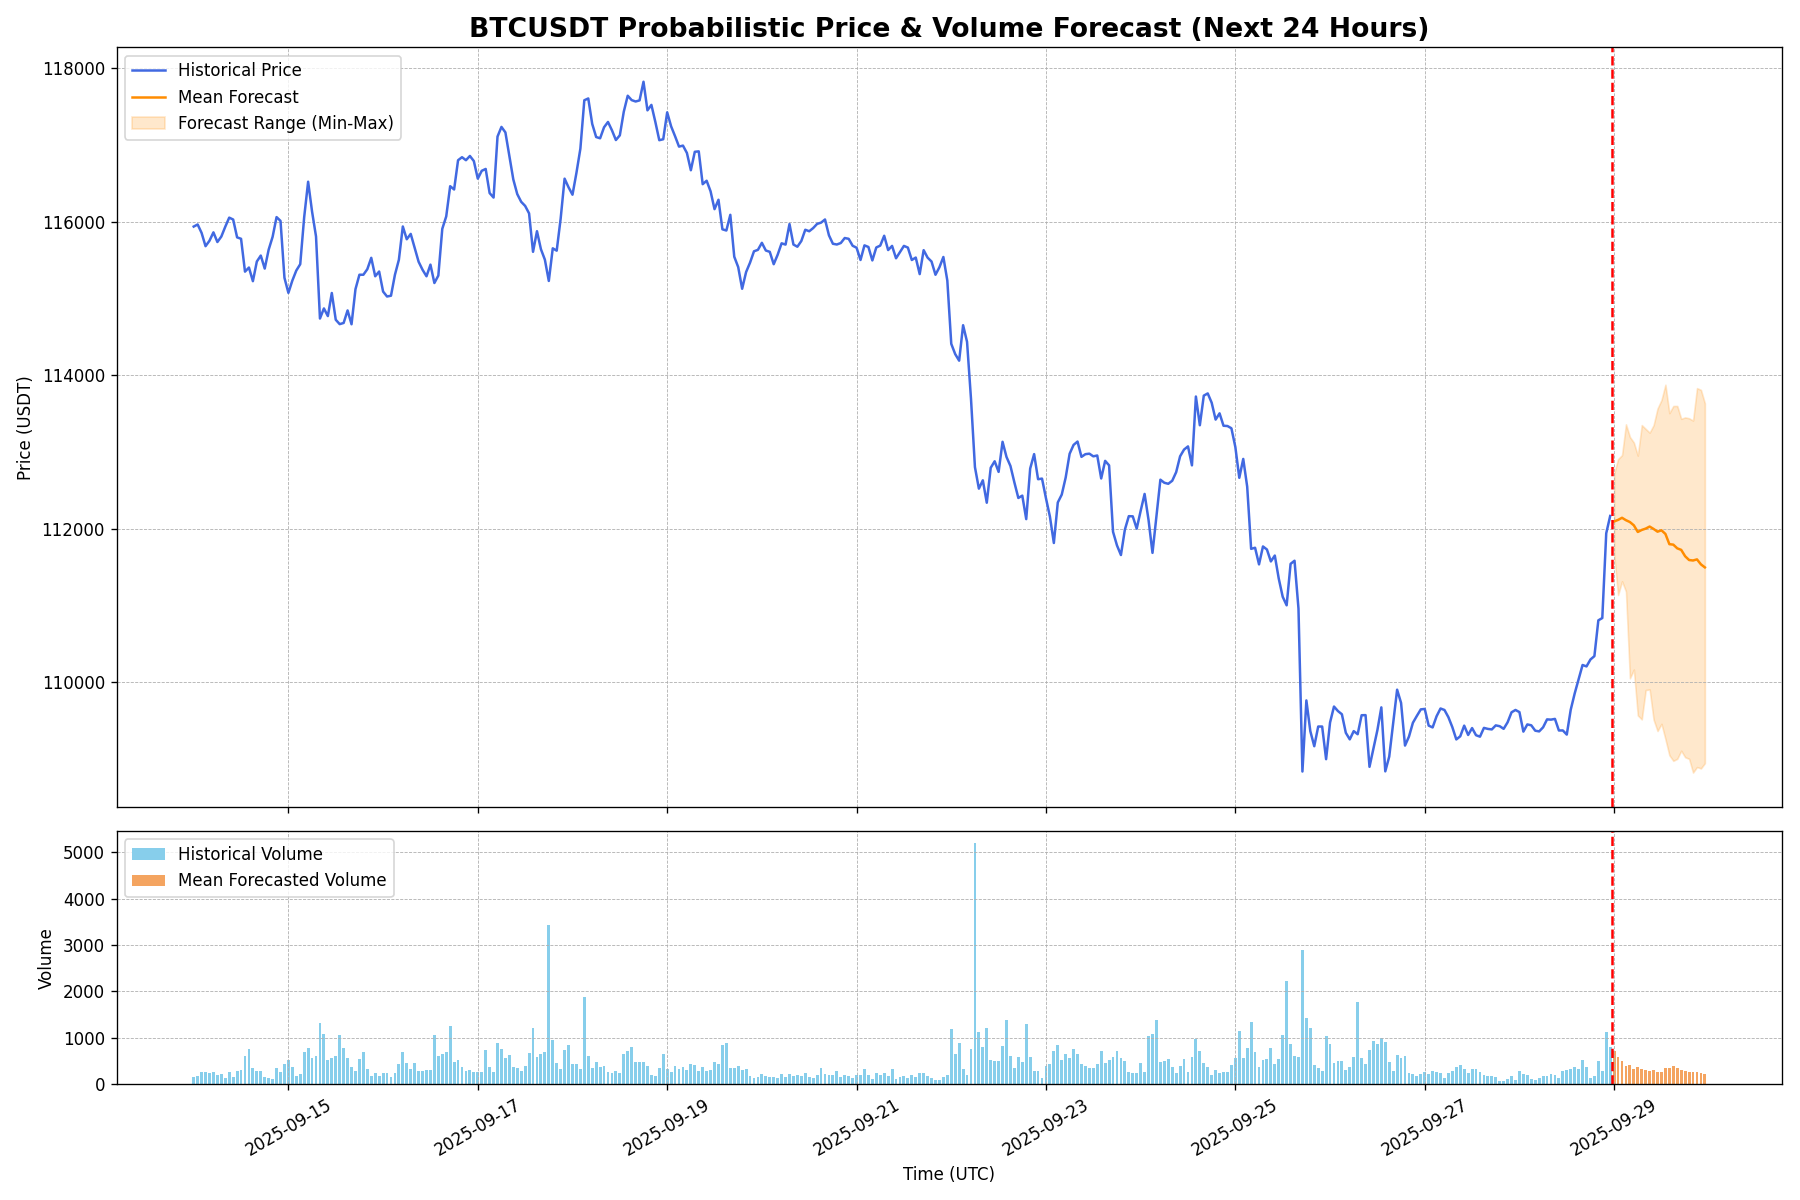 BTCUSDT Probabilistic Price & Volume Forecast (Next 24 Hours)
Historical Price
Mean Forecast
Forecast Range (Min-Max)
118000
116000
114000
112000
110000
Price (USDT)
Historical Volume
Mean Forecasted Volume
5000
4000
3000
2000
1000
0
Volume
2025-09-15
2025-09-17
2025-09-19
2025-09-21
2025-09-23
2025-09-25
2025-09-27
2025-09-29
Time (UTC)